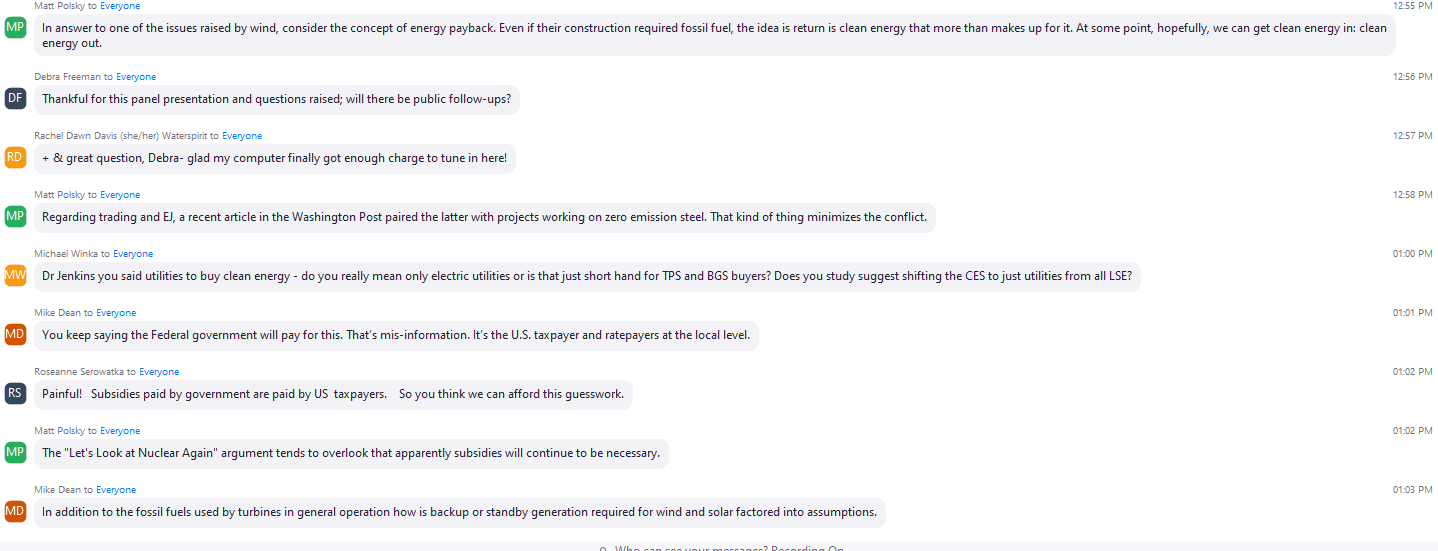 Matt Polsky to Everyone 12:55 PM
MP
In answer to one of the issues raised by wind, consider the concept of energy payback. Even if their construction required fossil fuel, the idea is return is clean energy that more than makes up for it. At some point, hopefully, we can get clean energy in: clean
energy out.
Debra Freeman to Everyone 12:56 PM
DF
Thankful for this panel presentation and questions raised; will there be public follow-ups?
Rachel Dawn Davis (she/her) Waterspirit to Everyone 12:57 PM
RD
+ & great question, Debra- glad my computer finally got enough charge to tune in here!
Matt Polsky to Everyone 12:58 PM
MP
Regarding trading and EJ, a recent article in the Washington Post paired the latter with projects working on zero emission steel. That kind of thing minimizes the conflict.
Michael Winka to Everyone 01:00 PM
MW
Dr Jenkins you said utilities to buy clean energy - do you really mean only electric utilities or is that just short hand for TPS and BGS buyers? Does you study suggest shifting the CES to just utilities from all LSE?
Mike Dean to Everyone 01:01 PM
MD
You keep saying the Federal government will pay for this. That's mis-information. It's the U.S. taxpayer and ratepayers at the local level.
Roseanne Serowatka to Everyone 01:02 PM
RS
Painful! Subsidies paid by government are paid by US taxpayers. So you think we can afford this guesswork.
Matt Polsky to Everyone 01:02 PM
MP
The "Let's Look at Nuclear Again" argument tends to overlook that apparently subsidies will continue to be necessary.
Mike Dean to Everyone 01:03 PM
MD
In addition to the fossil fuels used by turbines in general operation how is backup or standby generation required for wind and solar factored into assumptions.
Who can see your messages? Recording On